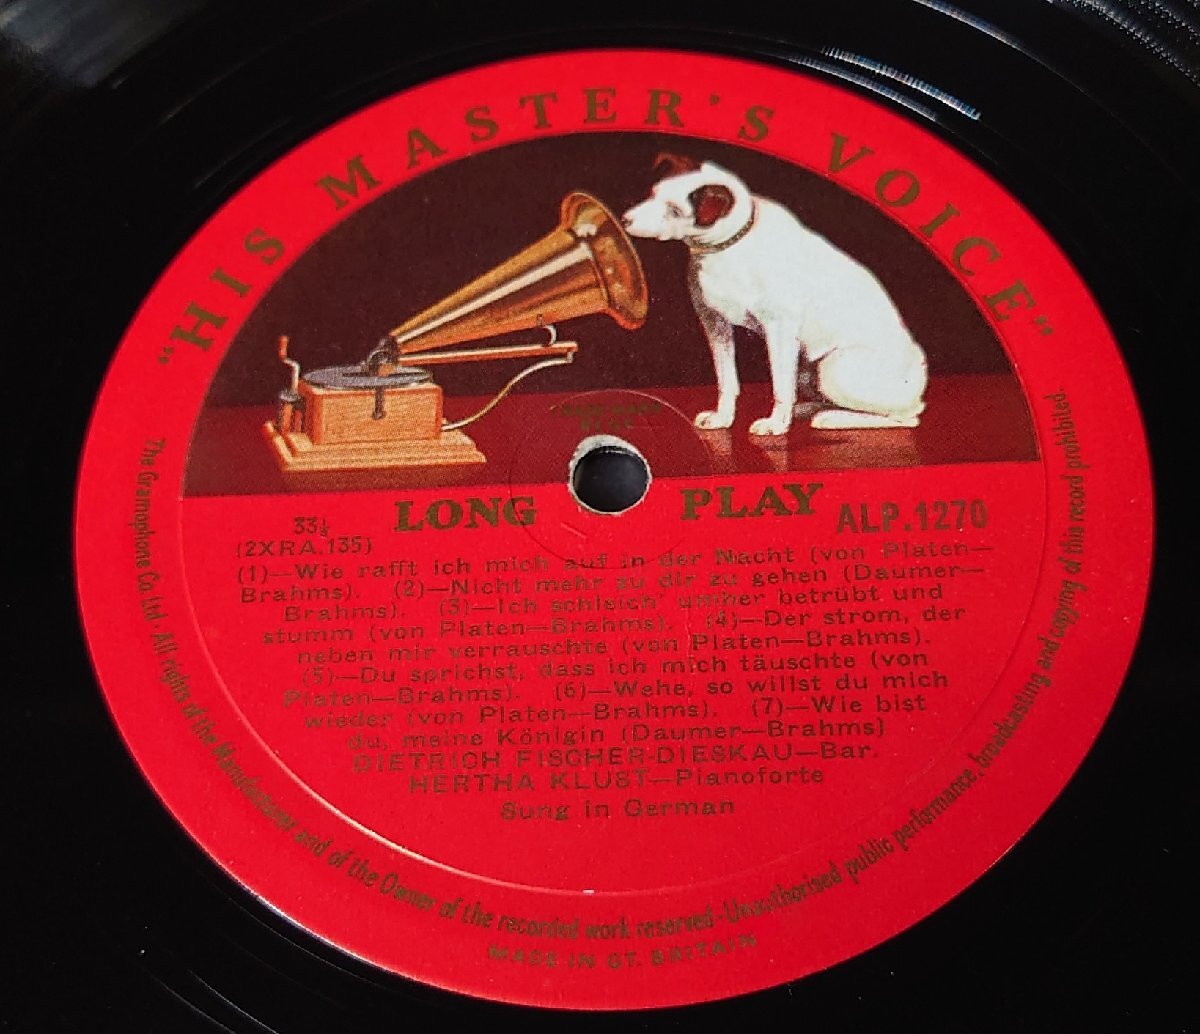 "HIS MASTER'S VOICE"
TRADE MARK
LONG PLAY
33⅓
ALP.1270
(2XRA.135)
(1)—Wie rafft ich mich auf in der Nacht (von Platen—
Brahms). (2)—Nicht mehr zu dir zu gehen (Daumer—
Brahms). (3)—Ich schleich' umher betrübt und
stumm (von Platen—Brahms). (4)—Der strom, der
neben mir verrauschte (von Platen—Brahms).
(5)—Du sprichst, dass ich mich täuschte (von
Platen—Brahms). (6)—Wehe, so willst du mich
wieder (von Platen—Brahms). (7)—Wie bist
du, meine Königin (Daumer—Brahms)
DIETRICH FISCHER-DIESKAU—Bar.
HERTHA KLUST—Pianoforte
Sung in German
The Gramophone Co. Ltd. All rights of the Manufacturer and of the Owner of the recorded work reserved-Unauthorised public performance, broadcasting and copying of this record prohibited.
MADE IN GT. BRITAIN